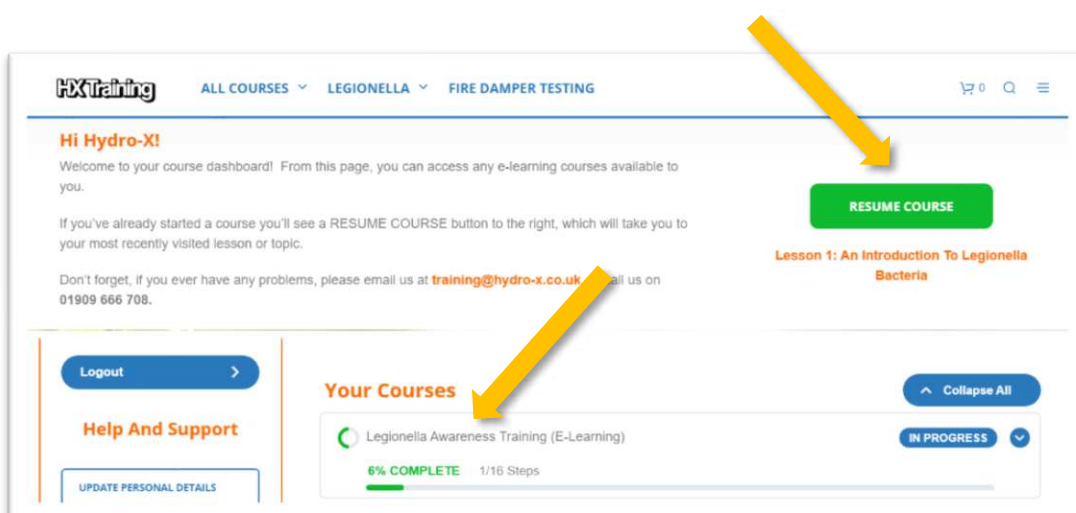 HXTraining
ALL COURSES
LEGIONELLA
FIRE DAMPER TESTING
0
Hi Hydro-X!
Welcome to your course dashboard! From this page, you can access any e-learning courses available to
you.
If you've already started a course you'll see a RESUME COURSE button to the right, which will take you to
your most recently visited lesson or topic.
Don't forget, if you ever have any problems, please email us at training@hydro-x.co.uk all us on
01909 666 708.
RESUME COURSE
Lesson 1: An Introduction To Legionella
Bacteria
Logout
Help And Support
UPDATE PERSONAL DETAILS
Your Courses
Collapse All
Legionella Awareness Training (E-Learning)
IN PROGRESS
6% COMPLETE 1/16 Steps